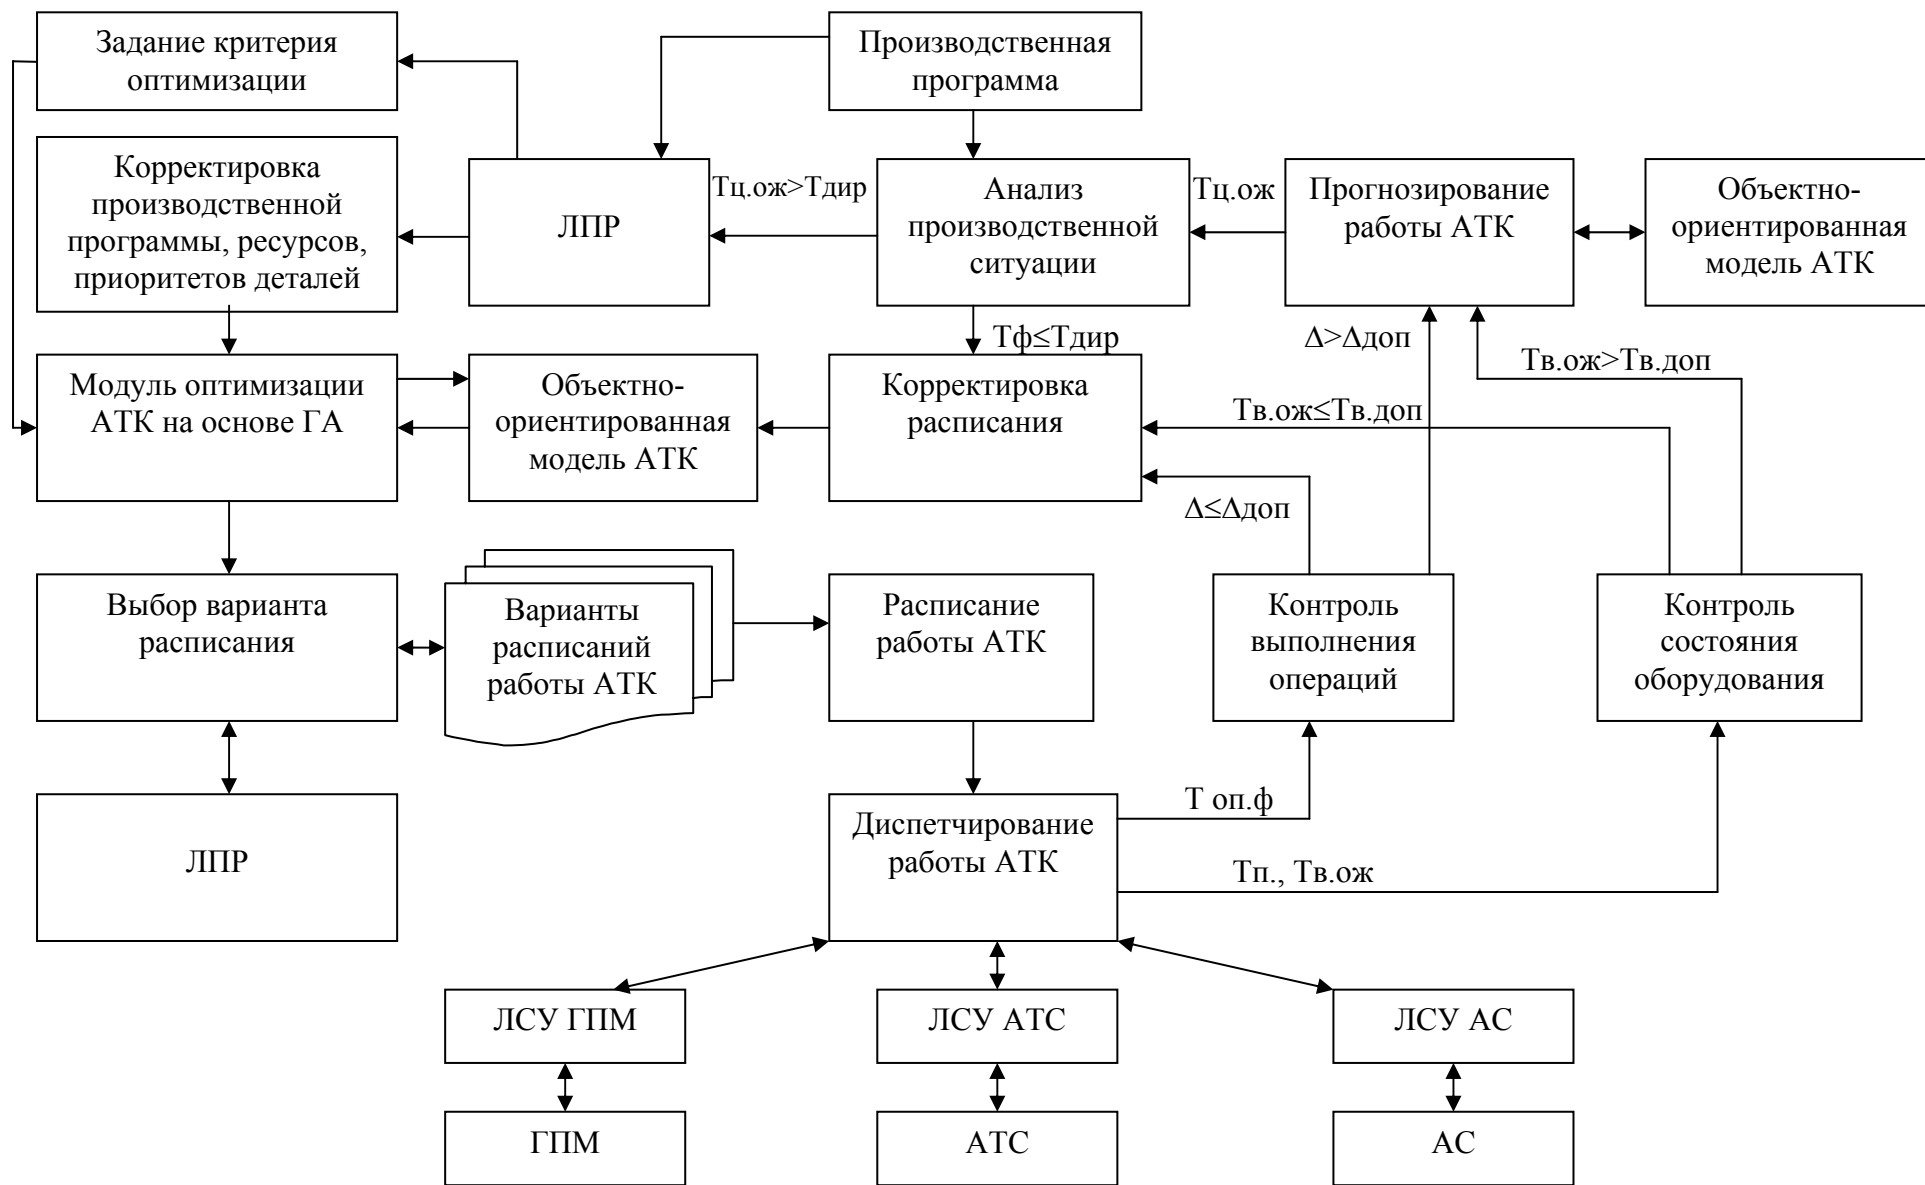 Задание критерия
оптимизации
Производственная
программа
Корректировка
производственной
программы, ресурсов,
приоритетов деталей
ЛПР
Тц.ож>Тдир
Анализ
производственной
ситуации
Тц.ож
Прогнозирование
работы АТК
Объектно-
ориентированная
модель АТК
Тф≤Тдир
Δ>Δдоп
Тв.ож>Тв.доп
Модуль оптимизации
АТК на основе ГА
Объектно-
ориентированная
модель АТК
Корректировка
расписания
Тв.ож≤Тв.доп
Δ≤Δдоп
Выбор варианта
расписания
Варианты
расписаний
работы АТК
Расписание
работы АТК
Контроль
выполнения
операций
Контроль
состояния
оборудования
ЛПР
Диспетчирование
работы АТК
Т оп.ф
Тп., Тв.ож
ЛСУ ГПМ
ЛСУ АТС
ЛСУ АС
ГПМ
АТС
АС